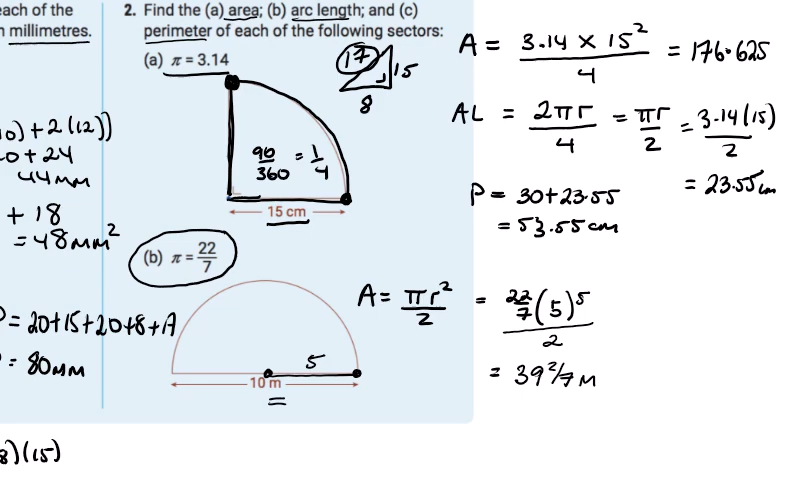 each of the
n millimetres.
10) + 2(12))
20 + 24
44mm
+ 18
= 48mm²
P = 20+15+20+8+A
P = 80mm
8)(15)
2. Find the (a) area; (b) arc length; and (c)
perimeter of each of the following sectors:
(a) π = 3.14
17
15
8
90/360 = 1/4
15 cm
(b) π = 22/7
5
10 m
=
A = 3.14 × 15²/4 = 176.625
AL = 2πr/4 = πr/2 = 3.14(15)/2
= 23.55cm
P = 30+23.55
= 53.55cm
A = πr²/2 = 22/7(5)⁵/2
= 39 2/7 m